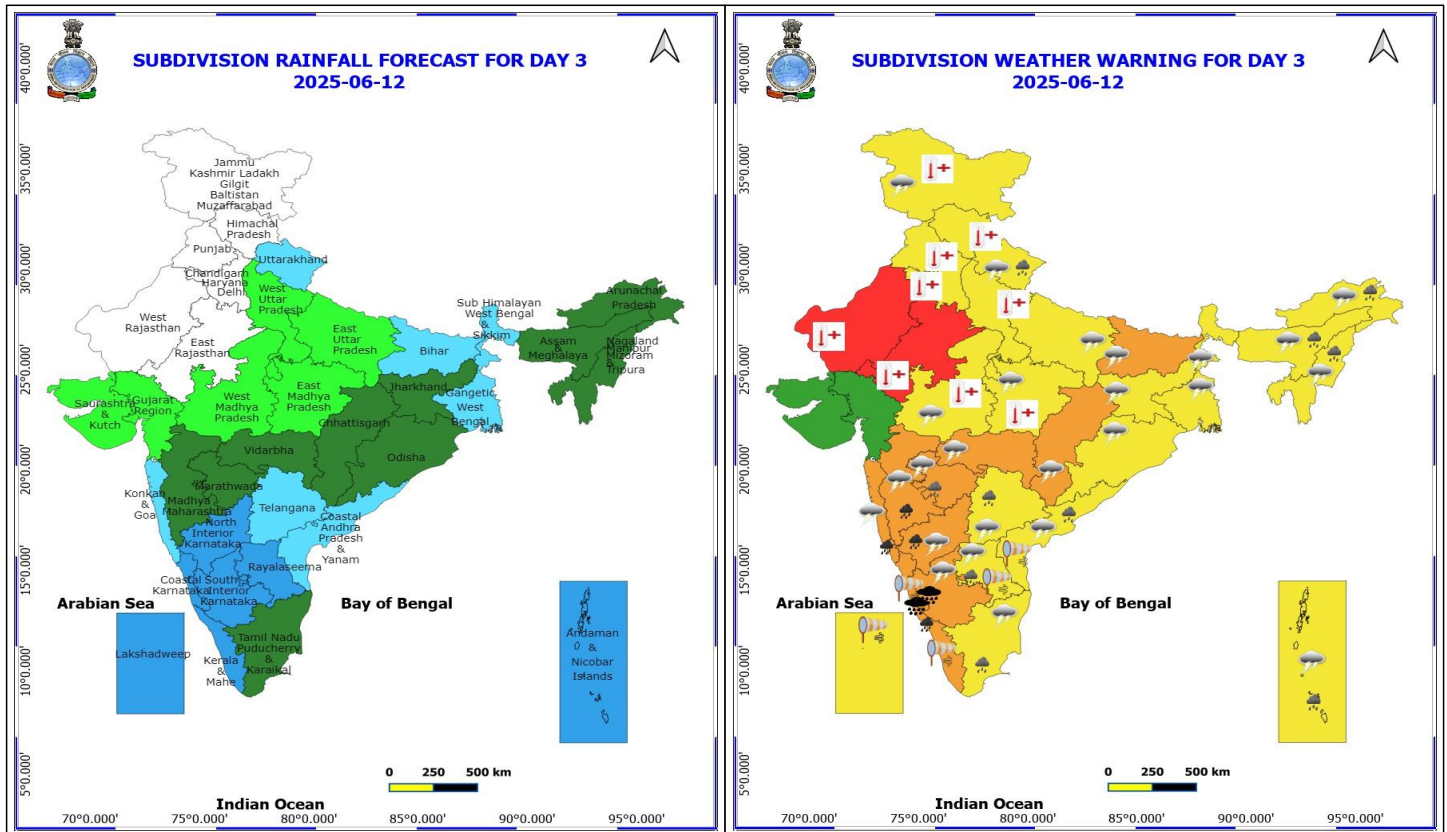 SUBDIVISION RAINFALL FORECAST FOR DAY 3
2025-06-12
40°0.000'
35°0.000'
30°0.000'
25°0.000'
20°0.000'
15°0.000'
10°0.000'
5°0.000'
Jammu
Kashmir Ladakh
Gilgit
Baltistan
Muzaffarabad
Himachal
Pradesh
Punjab
Uttarakhand
Chandigarh
Haryana
Delhi
West
Uttar
Pradesh
West
Rajasthan
East
Rajasthan
East
Uttar
Pradesh
Sub Himalayan
West Bengal
&
Sikkim
Bihar
Arunachal
Pradesh
Assam
&
Meghalaya
Nagaland
Manipur
Mizoram
&
Tripura
Saurashtra
&
Kutch
Gujarat
Region
West
Madhya
Pradesh
East
Madhya
Pradesh
Jharkhand
Gangetic
West
Bengal
Chhattisgarh
Odisha
Vidarbha
Marathwada
Madhya
Maharashtra
Konkan
&
Goa
Telangana
North
Interior
Karnataka
Coastal
Andhra
Pradesh
&
Yanam
Rayalaseema
Coastal
Karnataka
South
Interior
Karnataka
Arabian Sea
Bay of Bengal
Lakshadweep
Kerala
&
Mahe
Tamil Nadu
Puducherry
&
Karaikal
Andaman
&
Nicobar
Islands
0 250 500 km
Indian Ocean
70°0.000' 75°0.000' 80°0.000' 85°0.000' 90°0.000' 95°0.000'
SUBDIVISION WEATHER WARNING FOR DAY 3
2025-06-12
40°0.000'
35°0.000'
30°0.000'
25°0.000'
20°0.000'
15°0.000'
10°0.000'
5°0.000'
Arabian Sea
Bay of Bengal
0 250 500 km
Indian Ocean
70°0.000' 75°0.000' 80°0.000' 85°0.000' 90°0.000' 95°0.000'